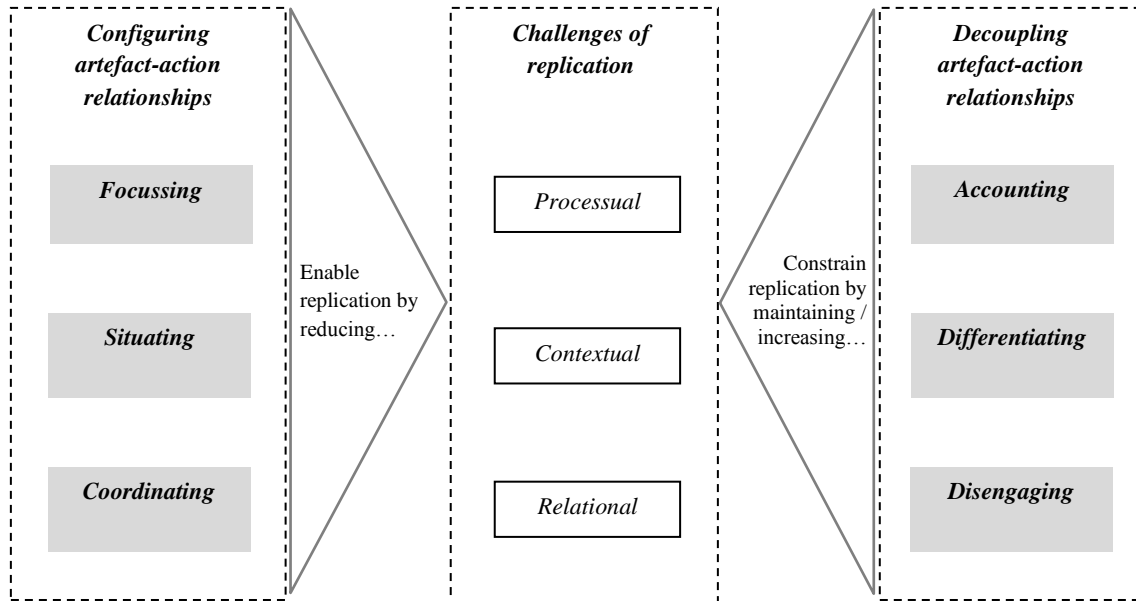 Configuring
artefact-action
relationships
Focussing
Situating
Coordinating
Enable
replication by
reducing…
Challenges of
replication
Processual
Contextual
Relational
Constrain
replication by
maintaining /
increasing…
Decoupling
artefact-action
relationships
Accounting
Differentiating
Disengaging